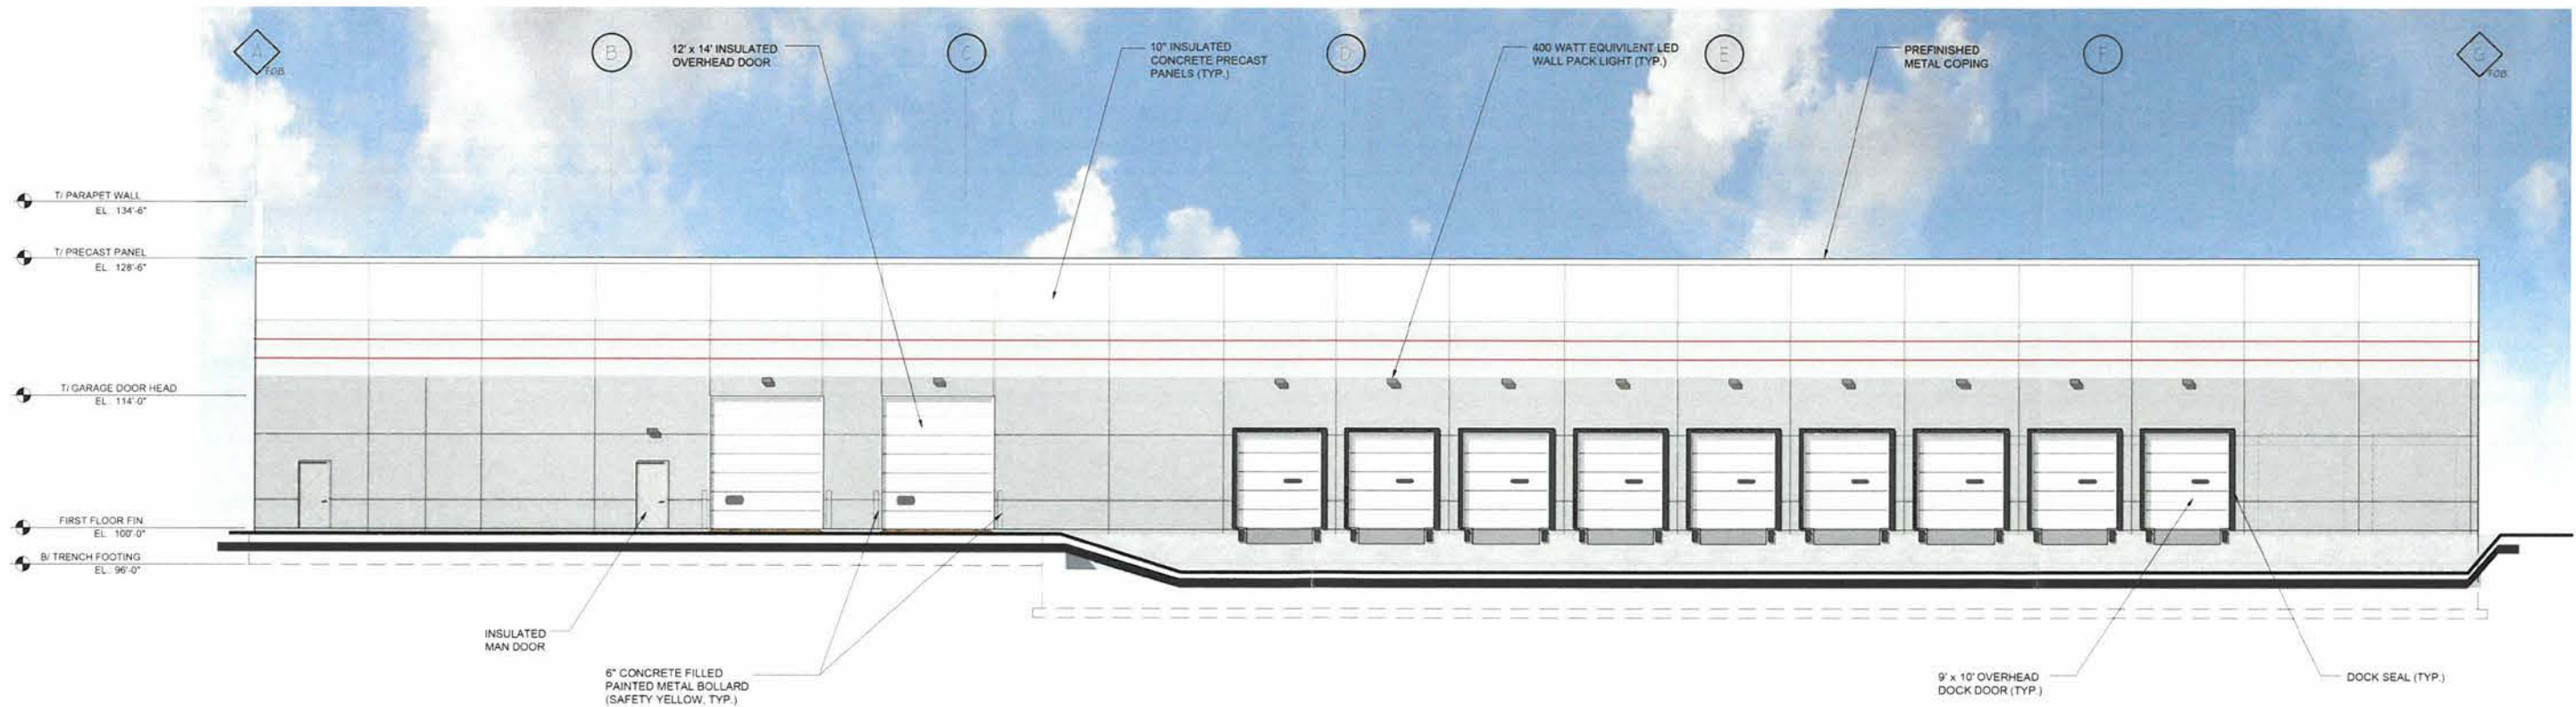 A
F.O.B.
B
12' x 14' INSULATED
OVERHEAD DOOR
C
10" INSULATED
CONCRETE PRECAST
PANELS (TYP.)
D
400 WATT EQUIVILENT LED
WALL PACK LIGHT (TYP.)
E
PREFINISHED
METAL COPING
F
G
F.O.B.
T/ PARAPET WALL
EL. 134'-6"
T/ PRECAST PANEL
EL. 128'-6"
T/ GARAGE DOOR HEAD
EL. 114'-0"
FIRST FLOOR FIN.
EL. 100'-0"
B/ TRENCH FOOTING
EL. 96'-0"
INSULATED
MAN DOOR
6" CONCRETE FILLED
PAINTED METAL BOLLARD
(SAFETY YELLOW, TYP.)
9' x 10' OVERHEAD
DOCK DOOR (TYP.)
DOCK SEAL (TYP.)